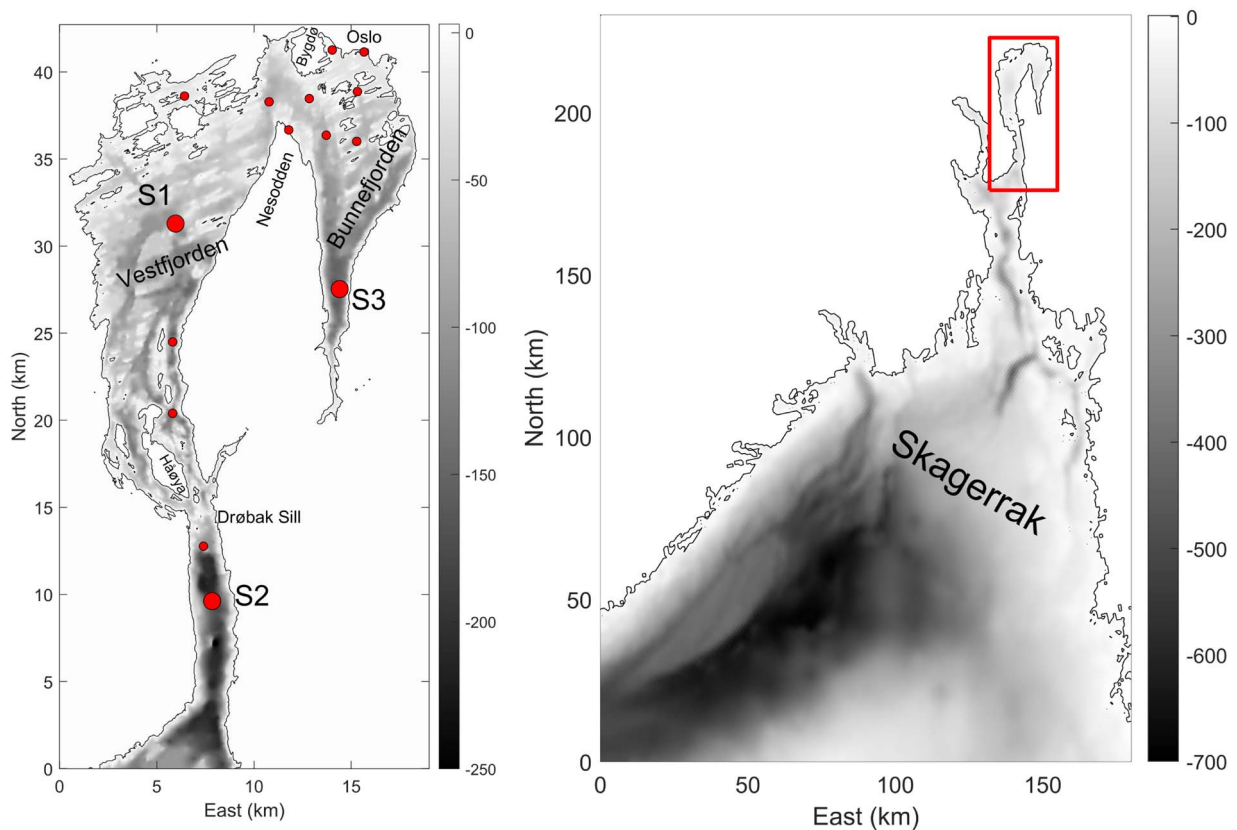 Bygdø
Oslo
S1
Nesodden
Bunnefjorden
Vestfjorden
S3
Håøya
Drøbak Sill
S2
40
35
30
25
20
15
10
5
0
North (km)
0
5
10
15
East (km)
0
-50
-100
-150
-200
-250
200
150
100
50
0
North (km)
Skagerrak
0
50
100
150
East (km)
0
-100
-200
-300
-400
-500
-600
-700